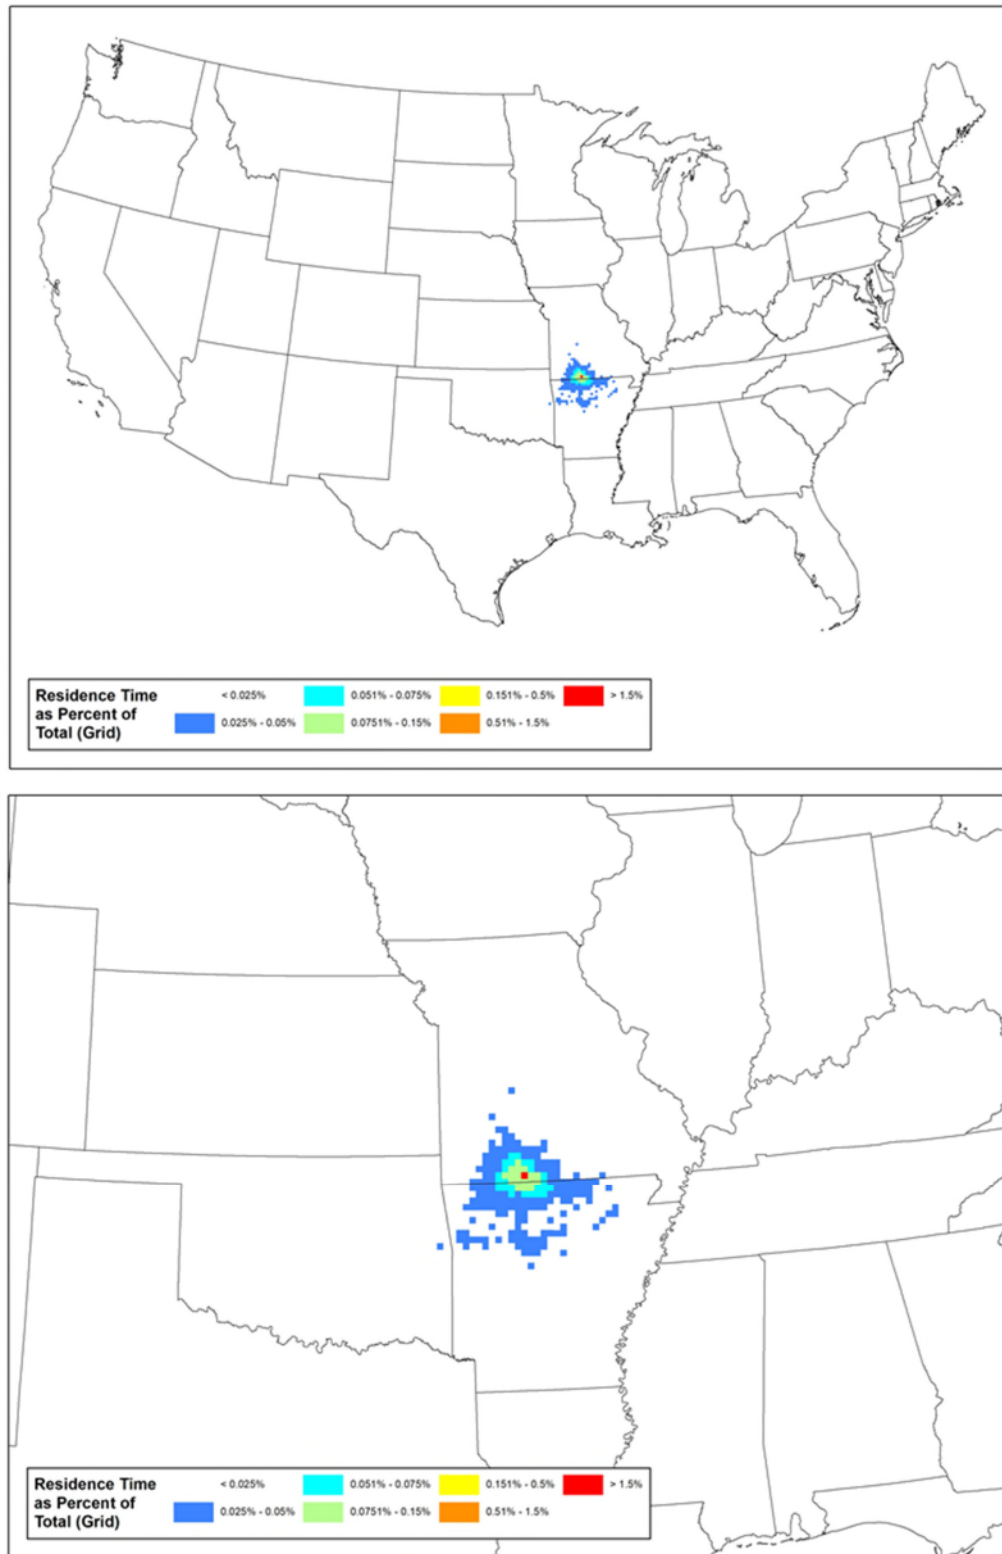 Residence Time
as Percent of
Total (Grid)
< 0.025% 0.051% - 0.075% 0.151% - 0.5% > 1.5%
0.025% - 0.05% 0.0751% - 0.15% 0.51% - 1.5%
Residence Time
as Percent of
Total (Grid)
< 0.025% 0.051% - 0.075% 0.151% - 0.5% > 1.5%
0.025% - 0.05% 0.0751% - 0.15% 0.51% - 1.5%